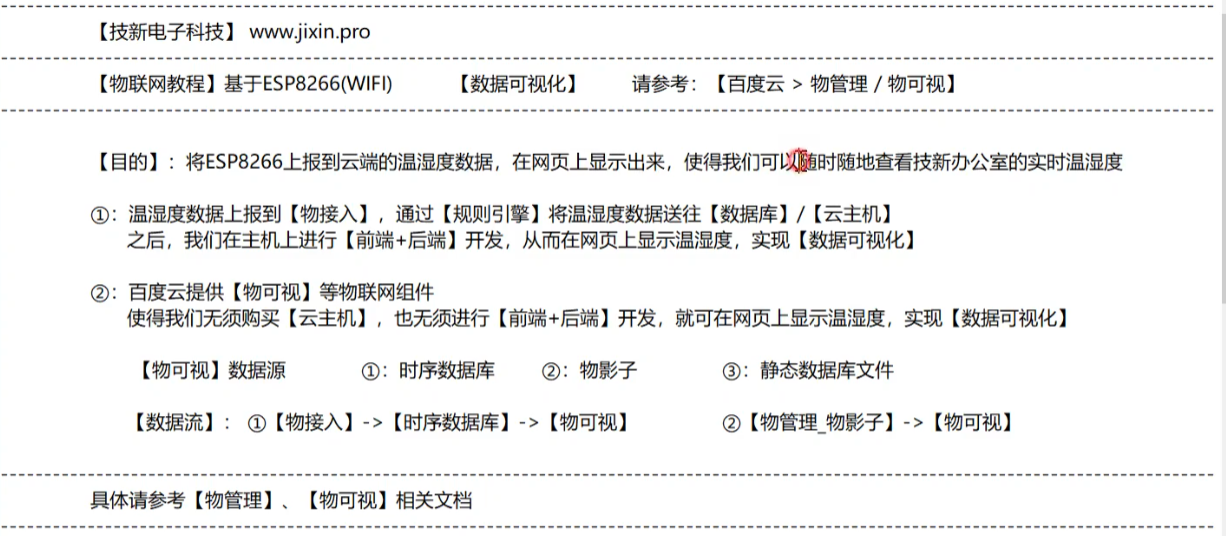 【技新电子科技】 www.jixin.pro
【物联网教程】基于ESP8266(WIFI) 【数据可视化】 请参考：【百度云 > 物管理 / 物可视】
【目的】：将ESP8266上报到云端的温湿度数据，在网页上显示出来，使得我们可以随时随地查看技新办公室的实时温湿度
①：温湿度数据上报到【物接入】，通过【规则引擎】将温湿度数据送往【数据库】/【云主机】
之后，我们在主机上进行【前端+后端】开发，从而在网页上显示温湿度，实现【数据可视化】
②：百度云提供【物可视】等物联网组件
使得我们无须购买【云主机】，也无须进行【前端+后端】开发，就可在网页上显示温湿度，实现【数据可视化】
【物可视】数据源 ①：时序数据库 ②：物影子 ③：静态数据库文件
【数据流】： ①【物接入】->【时序数据库】->【物可视】 ②【物管理_物影子】->【物可视】
具体请参考【物管理】、【物可视】相关文档